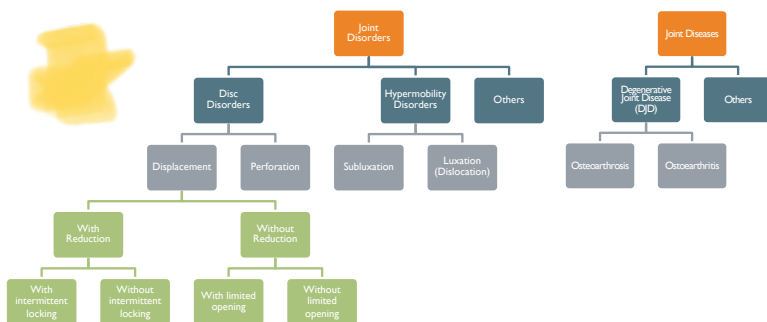 Joint
Disorders
Joint Diseases
Disc
Disorders
Hypermobility
Disorders
Others
Degenerative
Joint Disease
(DJD)
Others
Displacement
Perforation
Subluxation
Luxation
(Dislocation)
Osteoarthrosis
Ostoearthritis
With
Reduction
Without
Reduction
With
intermittent
locking
Without
intermittent
locking
With limited
opening
Without
limited
opening